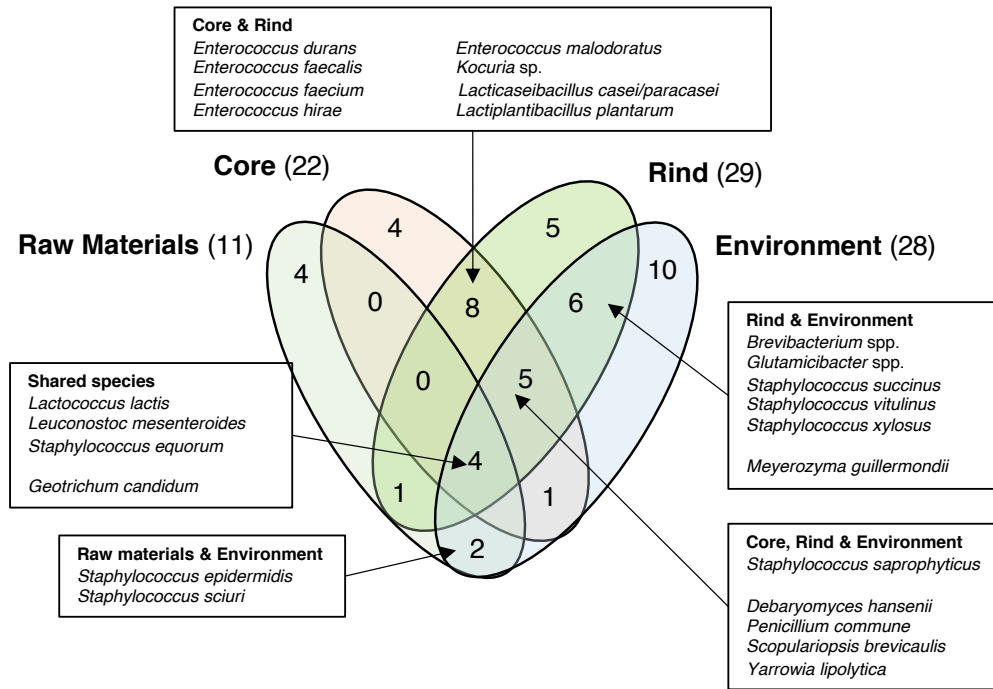 Core & Rind
Enterococcus durans Enterococcus malodoratus
Enterococcus faecalis Kocuria sp.
Enterococcus faecium Lacticaseibacillus casei/paracasei
Enterococcus hirae Lactiplantibacillus plantarum
Core (22)
Rind (29)
Raw Materials (11)
Environment (28)
4
5
4
10
0
8
6
0
5
4
1
1
2
Rind & Environment
Brevibacterium spp.
Glutamicibacter spp.
Staphylococcus succinus
Staphylococcus vitulinus
Staphylococcus xylosus
Meyerozyma guillermondii
Shared species
Lactococcus lactis
Leuconostoc mesenteroides
Staphylococcus equorum
Geotrichum candidum
Raw materials & Environment
Staphylococcus epidermidis
Staphylococcus sciuri
Core, Rind & Environment
Staphylococcus saprophyticus
Debaryomyces hansenii
Penicillium commune
Scopulariopsis brevicaulis
Yarrowia lipolytica